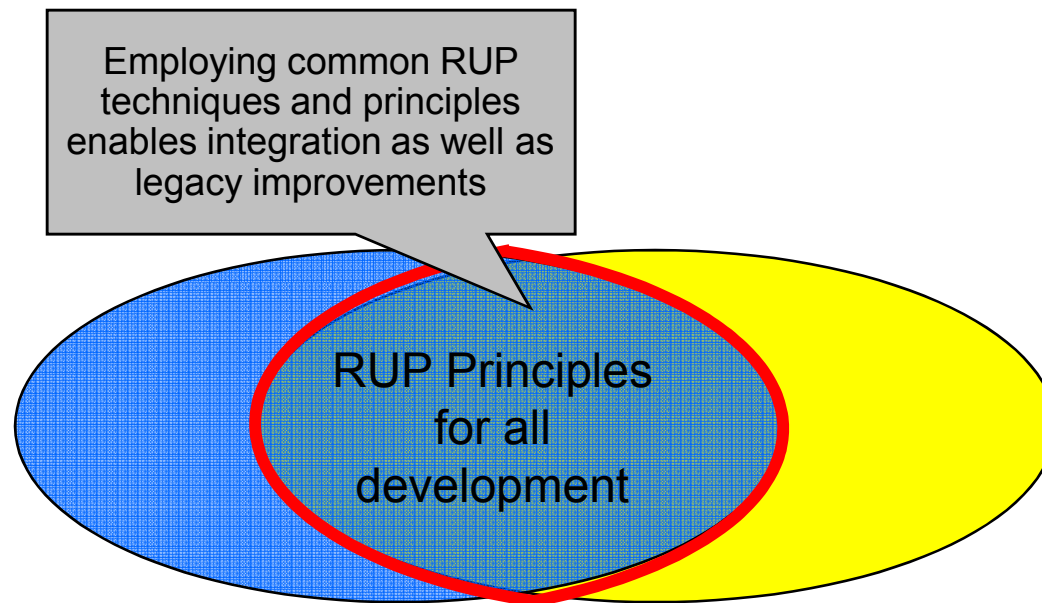 Employing common RUP
techniques and principles
enables integration as well as
legacy improvements
RUP Principles
for all
development